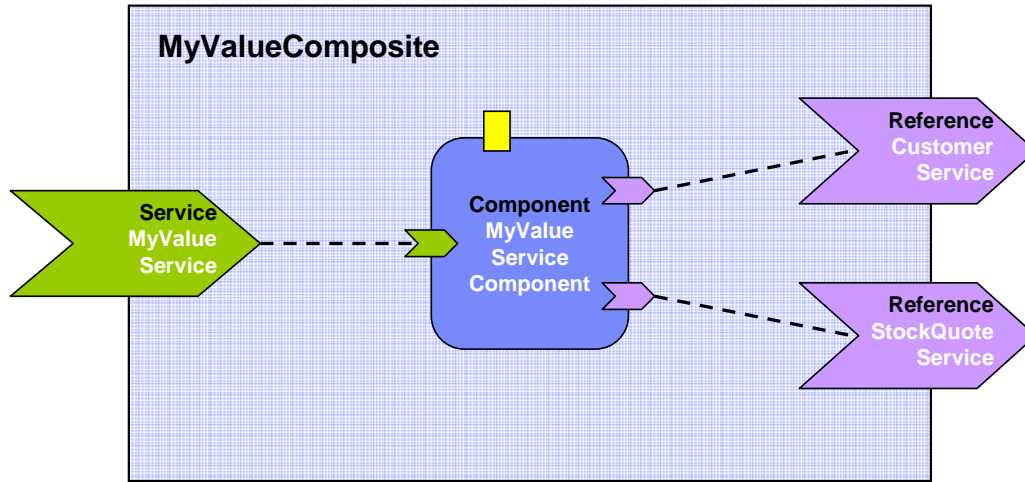 MyValueComposite
Service
MyValue
Service
Component
MyValue
Service
Component
Reference
Customer
Service
Reference
StockQuote
Service